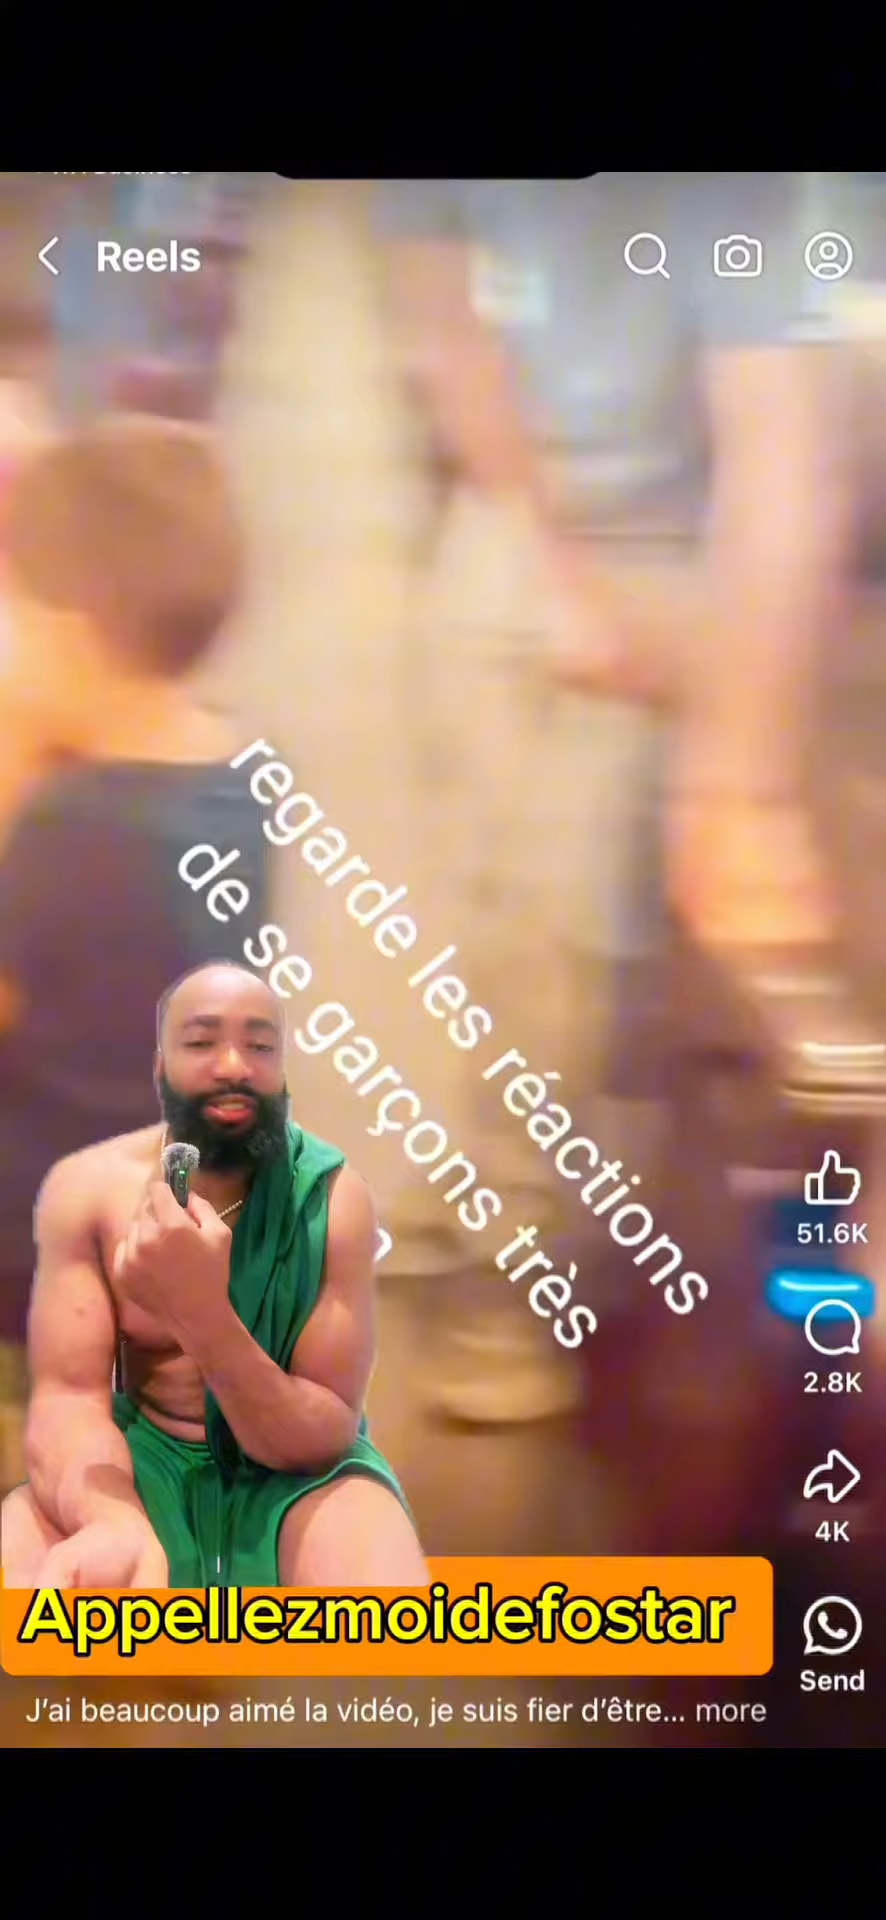 Reels
regarde les réactions
de se garçons très
51.6K
2.8K
4K
Send
Appellezmoidefostar
J'ai beaucoup aimé la vidéo, je suis fier d'être... more